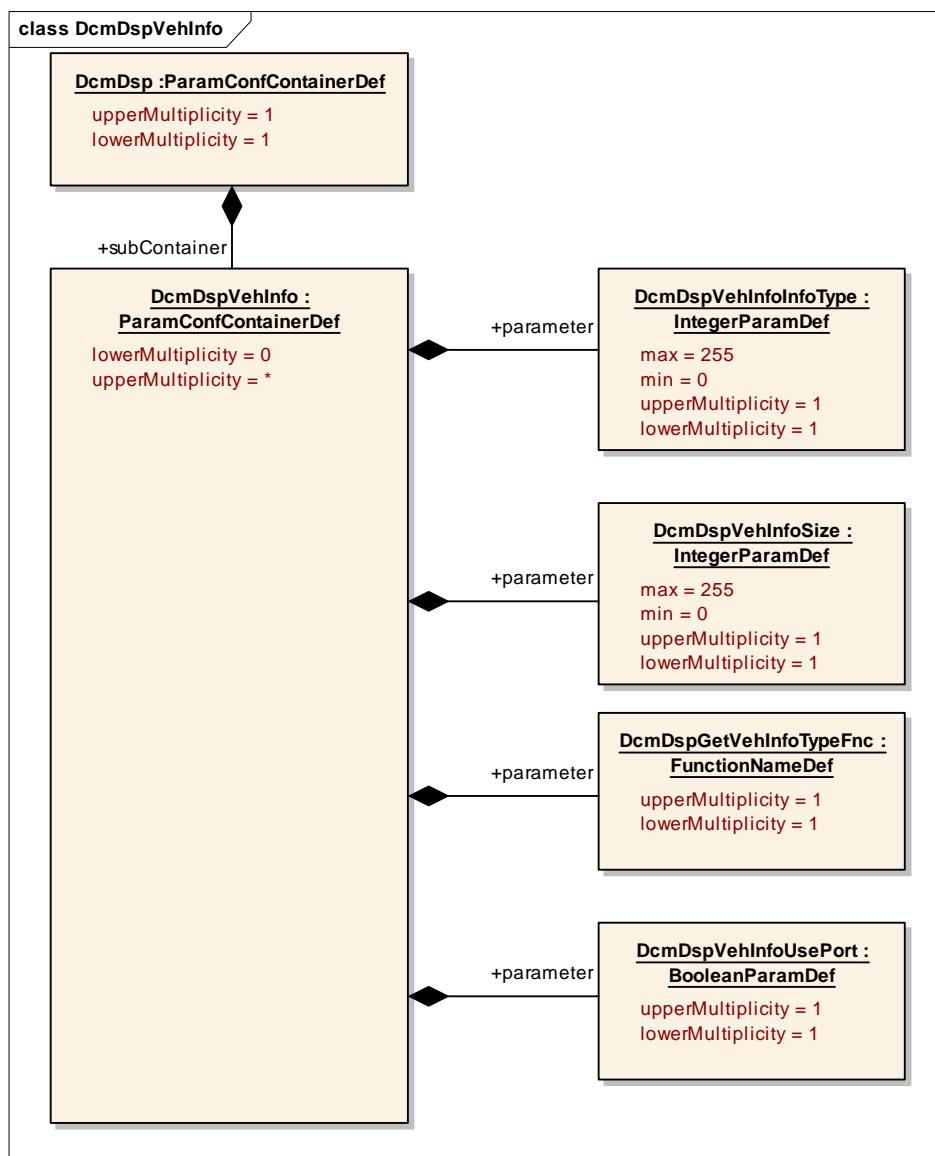 class DcmDspVehInfo
DcmDsp :ParamConfContainerDef
upperMultiplicity = 1
lowerMultiplicity = 1
+subContainer
DcmDspVehInfo :
ParamConfContainerDef
lowerMultiplicity = 0
upperMultiplicity = *
+parameter
DcmDspVehInfoInfoType :
IntegerParamDef
max = 255
min = 0
upperMultiplicity = 1
lowerMultiplicity = 1
+parameter
DcmDspVehInfoSize :
IntegerParamDef
max = 255
min = 0
upperMultiplicity = 1
lowerMultiplicity = 1
+parameter
DcmDspGetVehInfoTypeFnc :
FunctionNameDef
upperMultiplicity = 1
lowerMultiplicity = 1
+parameter
DcmDspVehInfoUsePort :
BooleanParamDef
upperMultiplicity = 1
lowerMultiplicity = 1